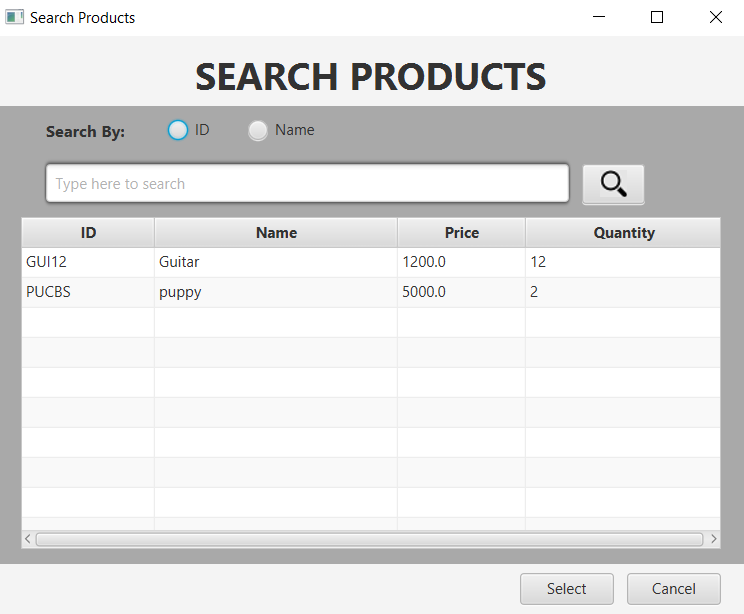 Search Products
SEARCH PRODUCTS
Search By: ID Name
Type here to search
ID Name Price Quantity
GUI12 Guitar 1200.0 12
PUCBS puppy 5000.0 2
Select Cancel